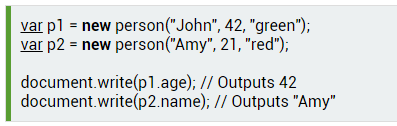 var p1 = new person("John", 42, "green");
var p2 = new person("Amy", 21, "red");
document.write(p1.age); // Outputs 42
document.write(p2.name); // Outputs "Amy"